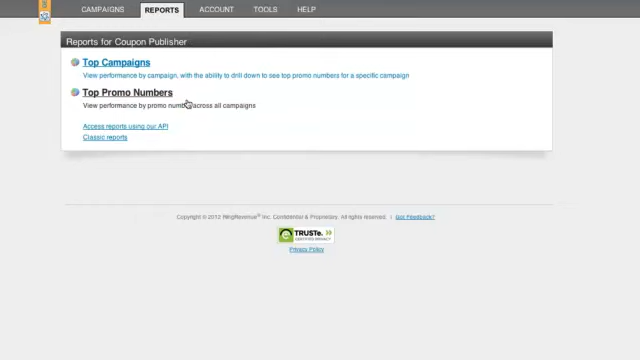 CAMPAIGNS REPORTS ACCOUNT TOOLS HELP
Reports for Coupon Publisher
Top Campaigns
View performance by campaign, with the ability to drill down to see top promo numbers for a specific campaign
Top Promo Numbers
View performance by promo number across all campaigns
Access reports using our API
Classic reports
Copyright © 2012 RingRevenue® Inc. Confidential & Proprietary. All rights reserved. | Got Feedback?
TRUSTe
CERTIFIED PRIVACY
Privacy Policy